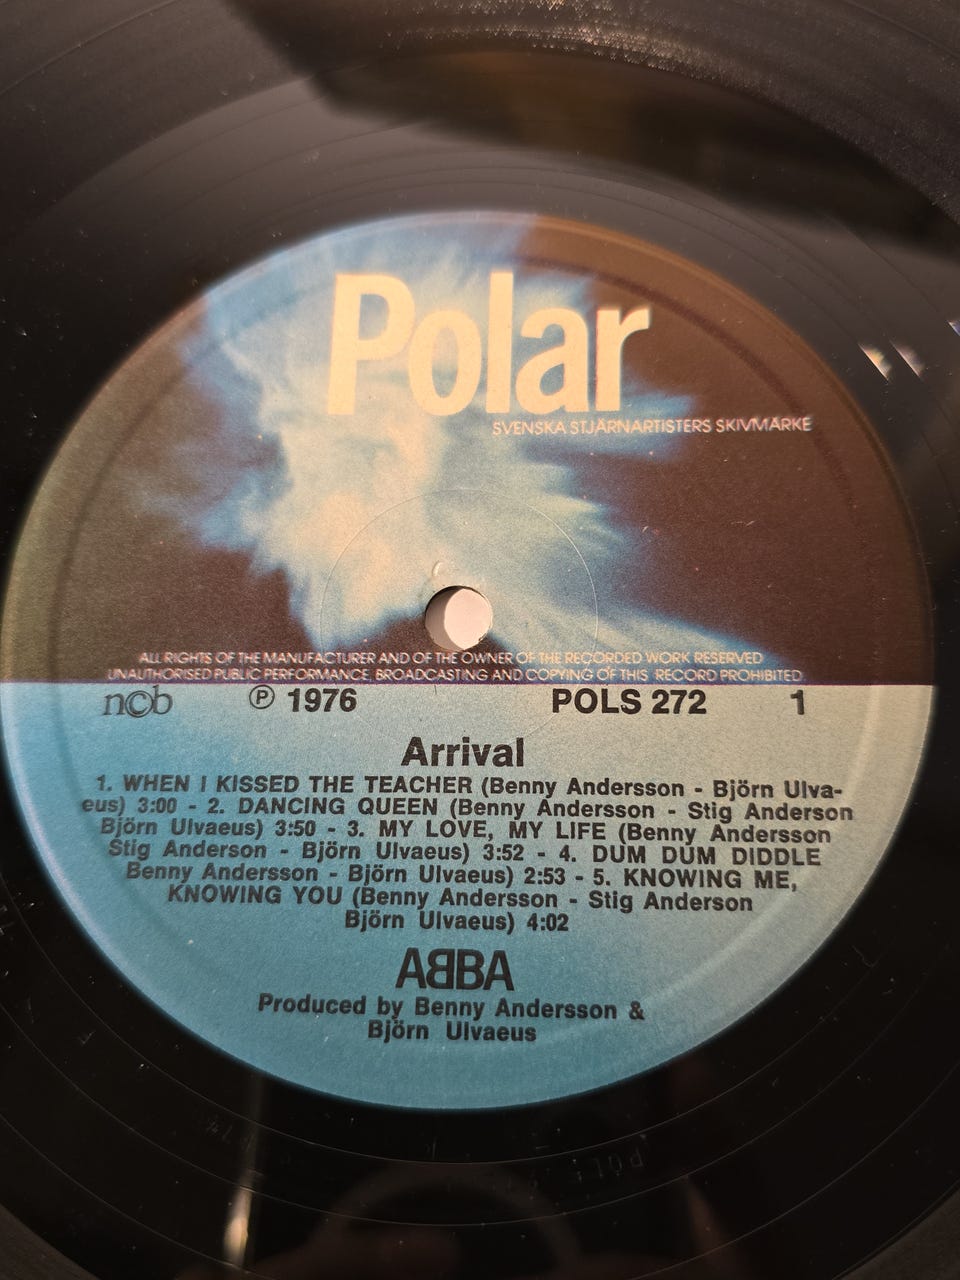 Polar
SVENSKA STJÄRNARTISTERS SKIVMÄRKE
ALL RIGHTS OF THE MANUFACTURER AND OF THE OWNER OF THE RECORDED WORK RESERVED
UNAUTHORISED PUBLIC PERFORMANCE, BROADCASTING AND COPYING OF THIS RECORD PROHIBITED
ncb ℗ 1976 POLS 272 1
Arrival
1. WHEN I KISSED THE TEACHER (Benny Andersson - Björn Ulva-
eus) 3:00 - 2. DANCING QUEEN (Benny Andersson - Stig Anderson
Björn Ulvaeus) 3:50 - 3. MY LOVE, MY LIFE (Benny Andersson
Stig Anderson - Björn Ulvaeus) 3:52 - 4. DUM DUM DIDDLE
Benny Andersson - Björn Ulvaeus) 2:53 - 5. KNOWING ME,
KNOWING YOU (Benny Andersson - Stig Anderson
Björn Ulvaeus) 4:02
ABBA
Produced by Benny Andersson &
Björn Ulvaeus